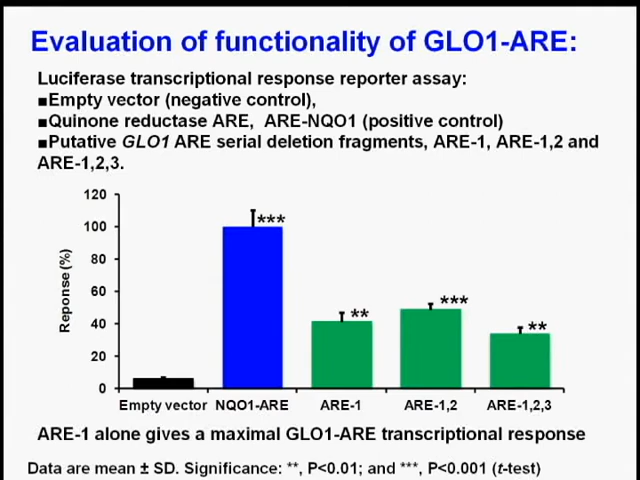 Evaluation of functionality of GLO1-ARE:
Luciferase transcriptional response reporter assay:
■Empty vector (negative control),
■Quinone reductase ARE, ARE-NQO1 (positive control)
■Putative GLO1 ARE serial deletion fragments, ARE-1, ARE-1,2 and
ARE-1,2,3.
120
100
80
60
40
20
0
Reponse (%)
***
**
***
**
Empty vector NQO1-ARE ARE-1 ARE-1,2 ARE-1,2,3
ARE-1 alone gives a maximal GLO1-ARE transcriptional response
Data are mean ± SD. Significance: **, P<0.01; and ***, P<0.001 (t-test)